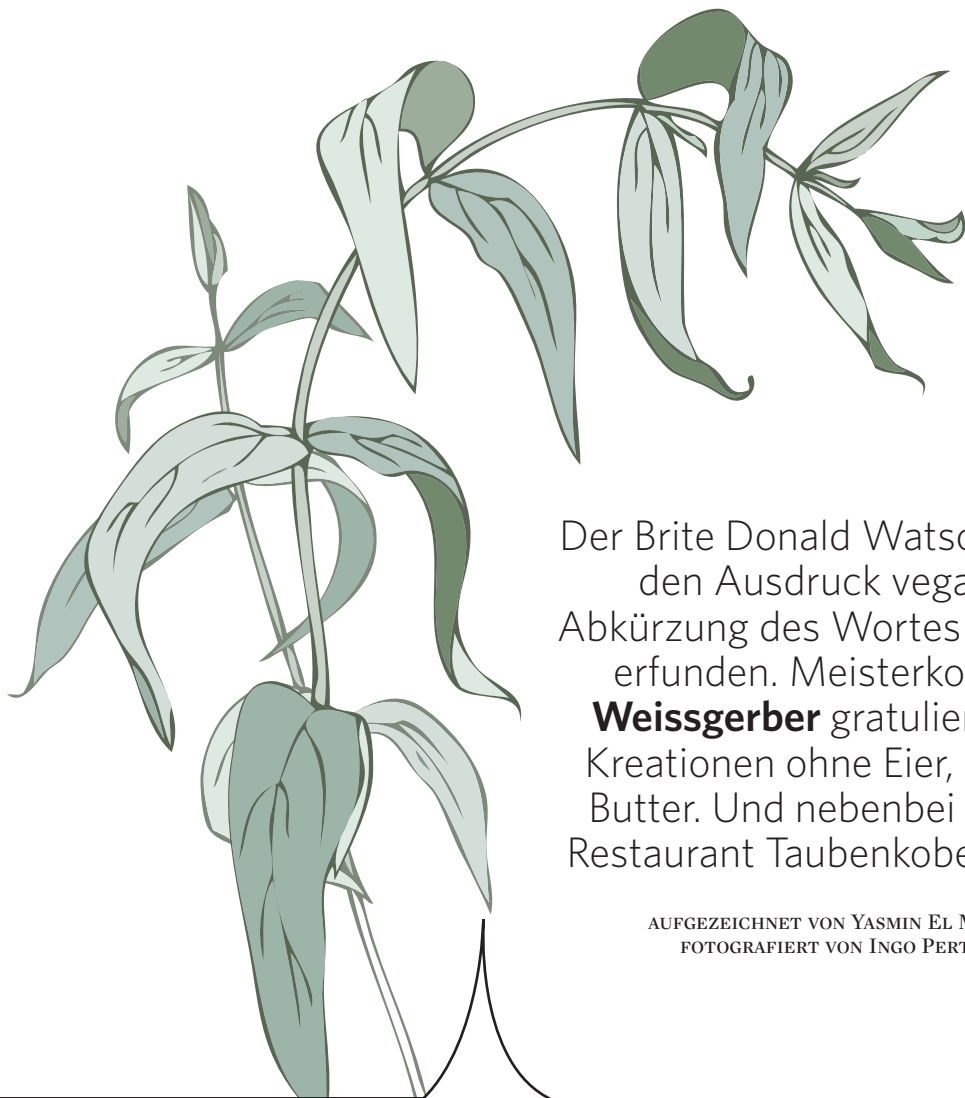 Der Brite Donald Watso
den Ausdruck vega
Abkürzung des Wortes
erfunden. Meisterko
Weissgerber gratulier
Kreationen ohne Eier,
Butter. Und nebenbei
Restaurant Taubenkobe
AUFGEZEICHNET VON YASMIN EL M
FOTOGRAFIERT VON INGO PERT